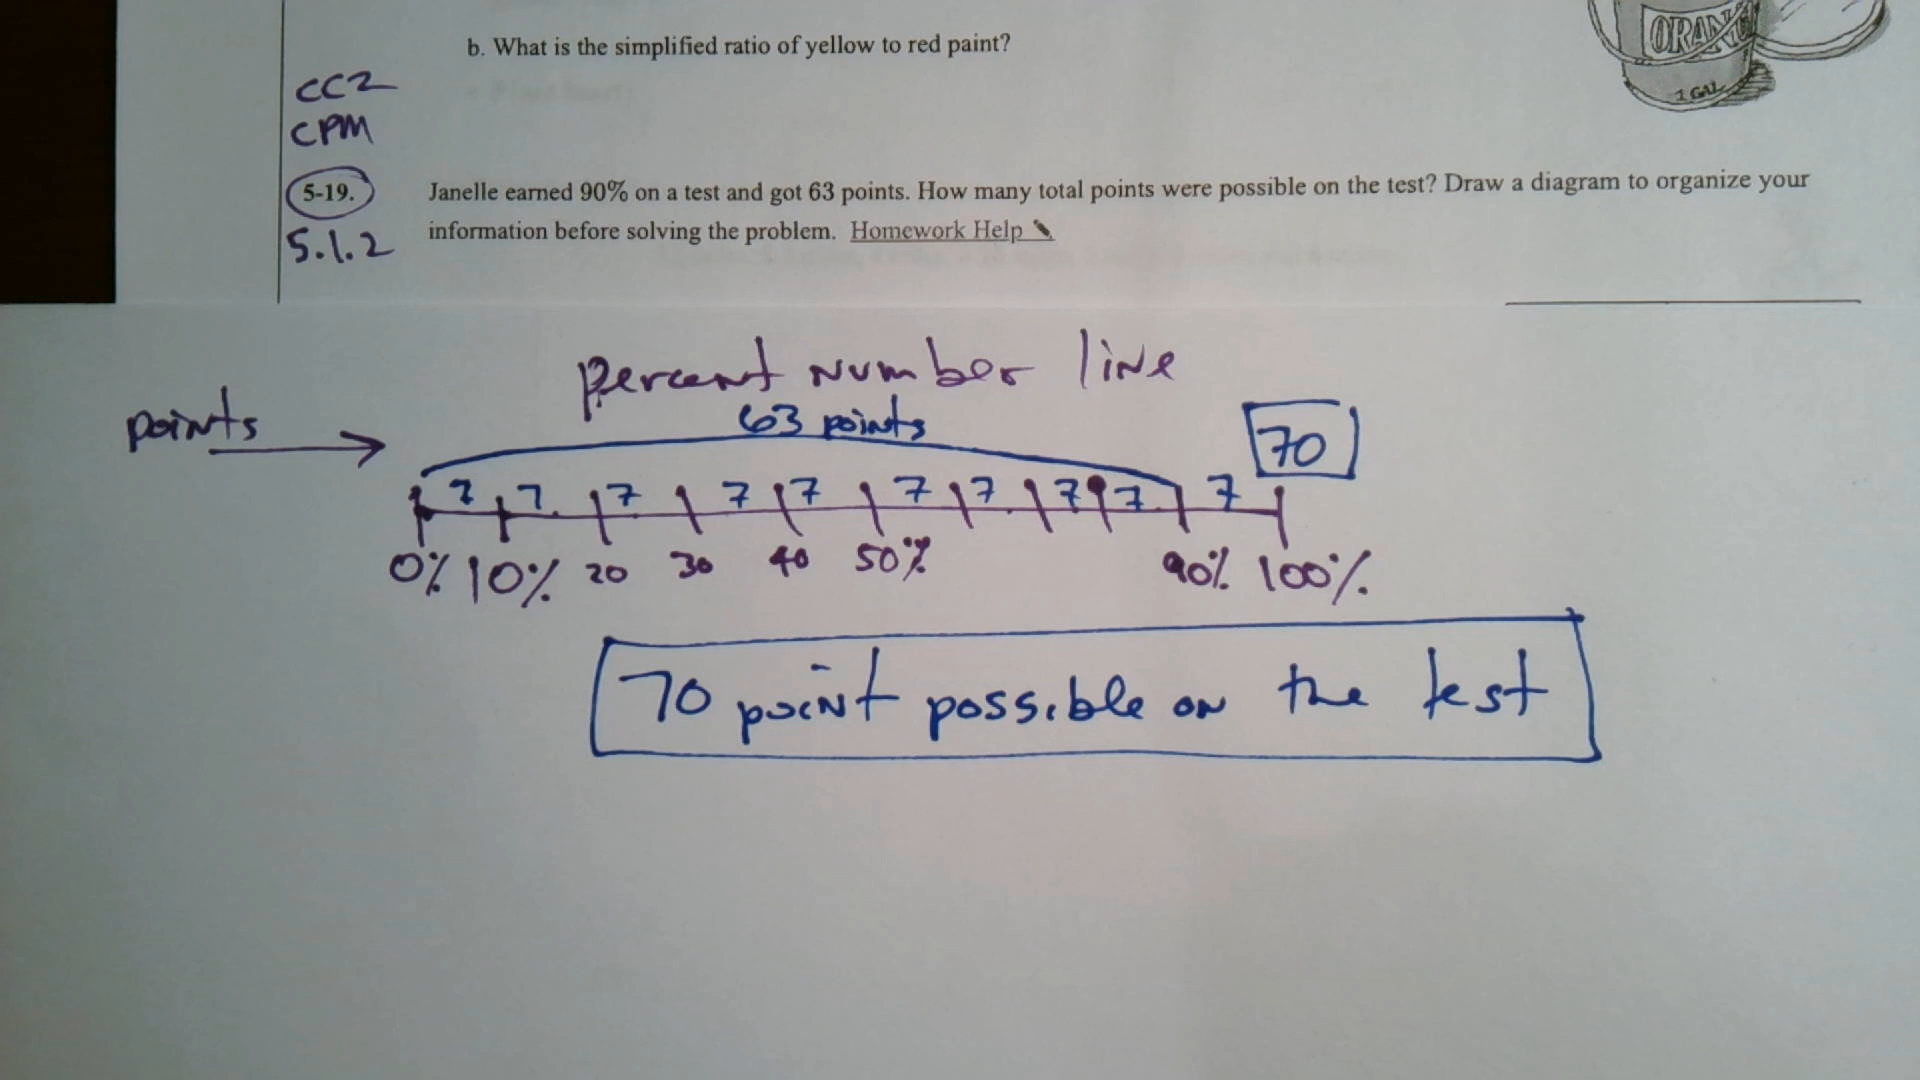 b. What is the simplified ratio of yellow to red paint?
ORANG
1 GAL
CC2
CPM
5-19.
5.1.2
Janelle earned 90% on a test and got 63 points. How many total points were possible on the test? Draw a diagram to organize your
information before solving the problem. Homework Help
percent number line
points
63 points
70
7 7 7 7 7 7 7 7 7 7
0% 10% 20 30 40 50% 90% 100%
70 point possible on the test